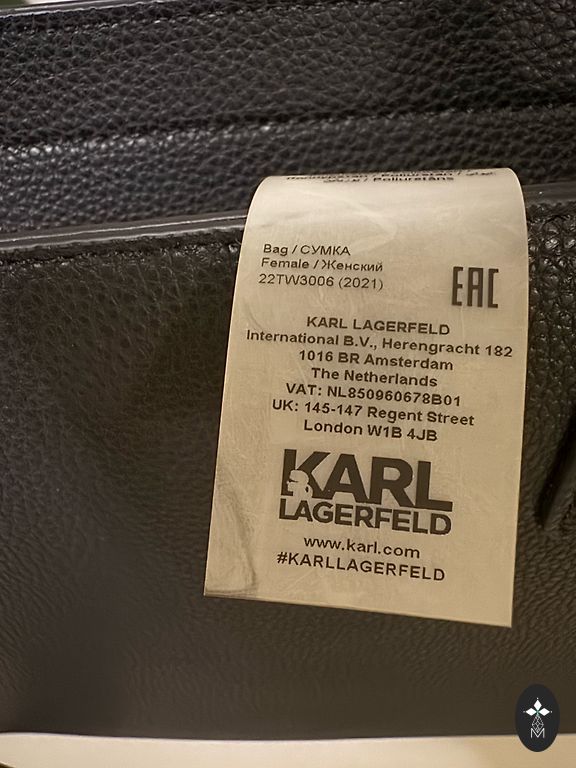 / Poliuretāns /
Bag / СУМКА
Female / Женский
22TW3006 (2021)
EAC
KARL LAGERFELD
International B.V., Herengracht 182
1016 BR Amsterdam
The Netherlands
VAT: NL850960678B01
UK: 145-147 Regent Street
London W1B 4JB
KARL
LAGERFELD
www.karl.com
#KARLLAGERFELD
M